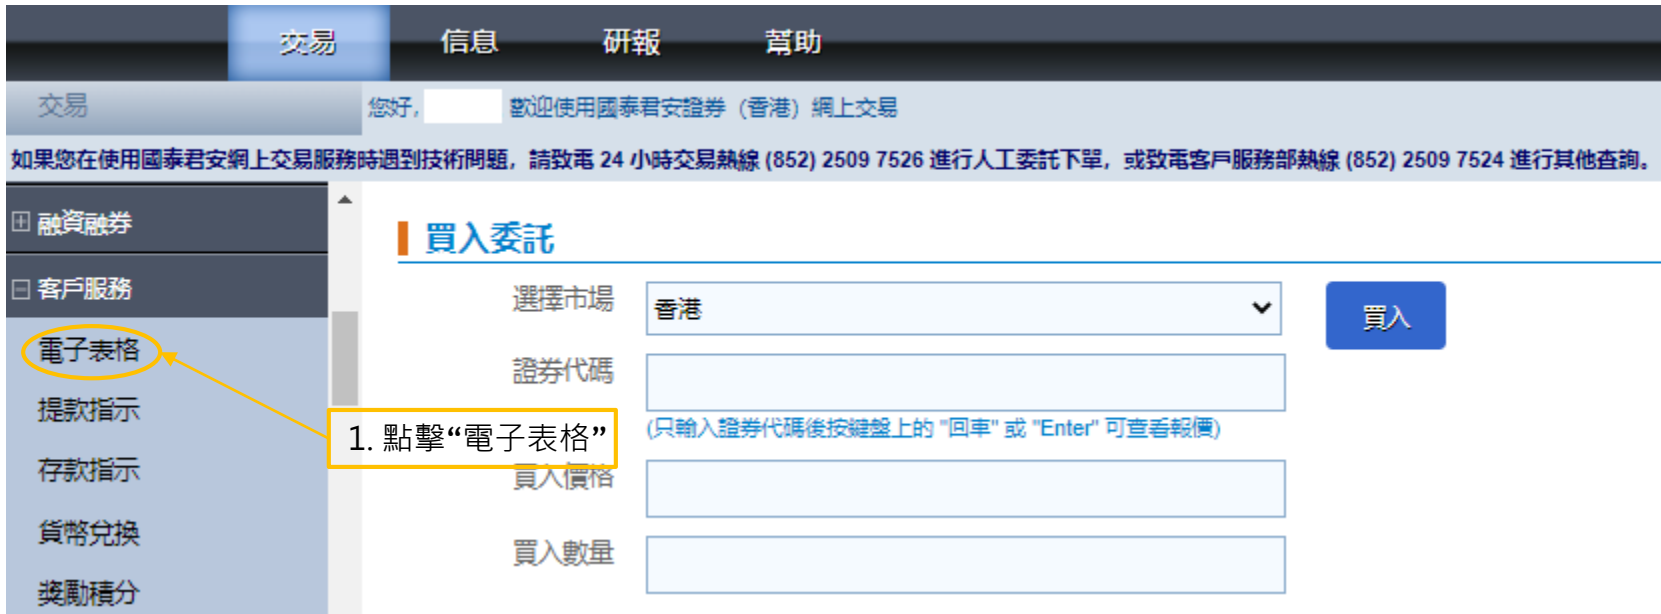 交易 信息 研報 幫助
交易
您好, 歡迎使用國泰君安證券（香港）網上交易
如果您在使用國泰君安網上交易服務時遇到技術問題，請致電 24 小時交易熱線 (852) 2509 7526 進行人工委託下單，或致電客戶服務部熱線 (852) 2509 7524 進行其他查詢。
融資融券
客戶服務
電子表格
提款指示
存款指示
貨幣兌換
獎勵積分
1. 點擊“電子表格”
買入委託
選擇市場 香港 買入
證券代碼
(只輸入證券代碼後按鍵盤上的 "回車" 或 "Enter" 可查看報價)
買入價格
買入數量